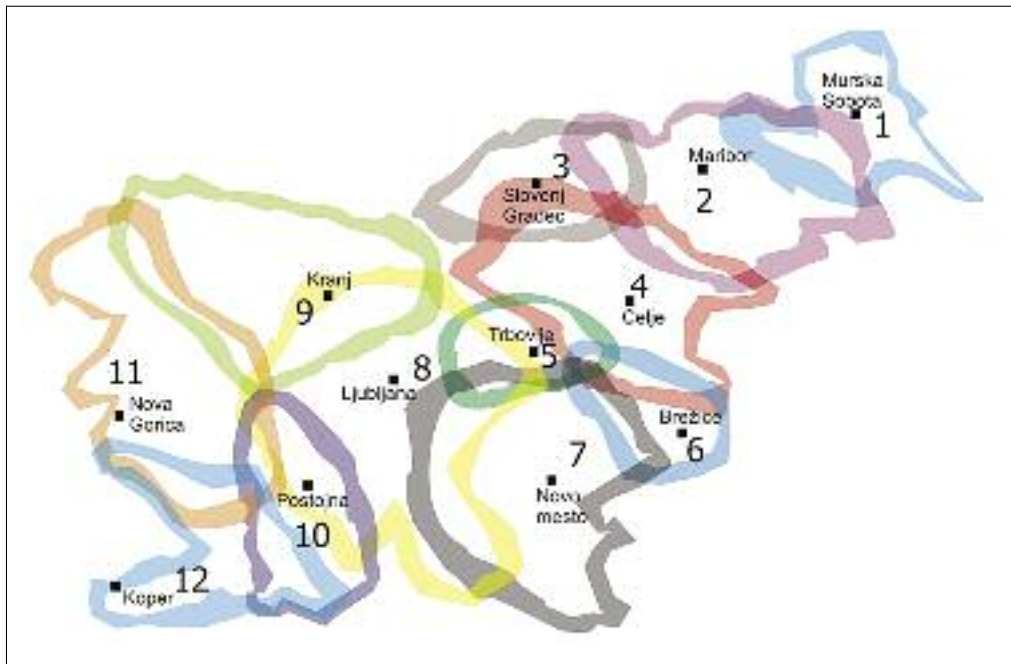 Murska
Sobota
1
Maribor
2
3
Slovenj
Gradec
4
Celje
Kranj
9
Trbovlje
5
8
Ljubljana
11
Nova
Gorica
Brežice
6
7
Novo
mesto
Postojna
10
12
Koper